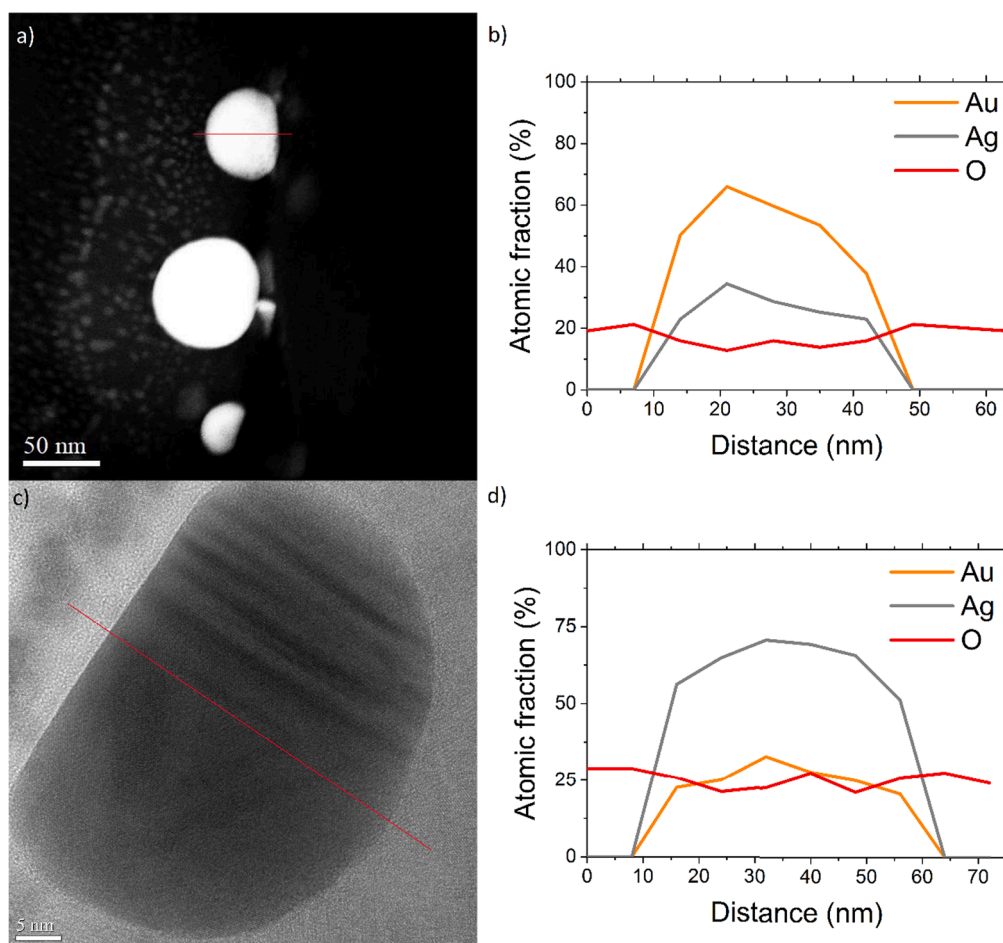 a)
50 nm
b)
100
80
60
40
20
0
Atomic fraction (%)
Au
Ag
O
0 10 20 30 40 50 60
Distance (nm)
c)
5 nm
d)
100
75
50
25
0
Atomic fraction (%)
Au
Ag
O
0 10 20 30 40 50 60 70
Distance (nm)